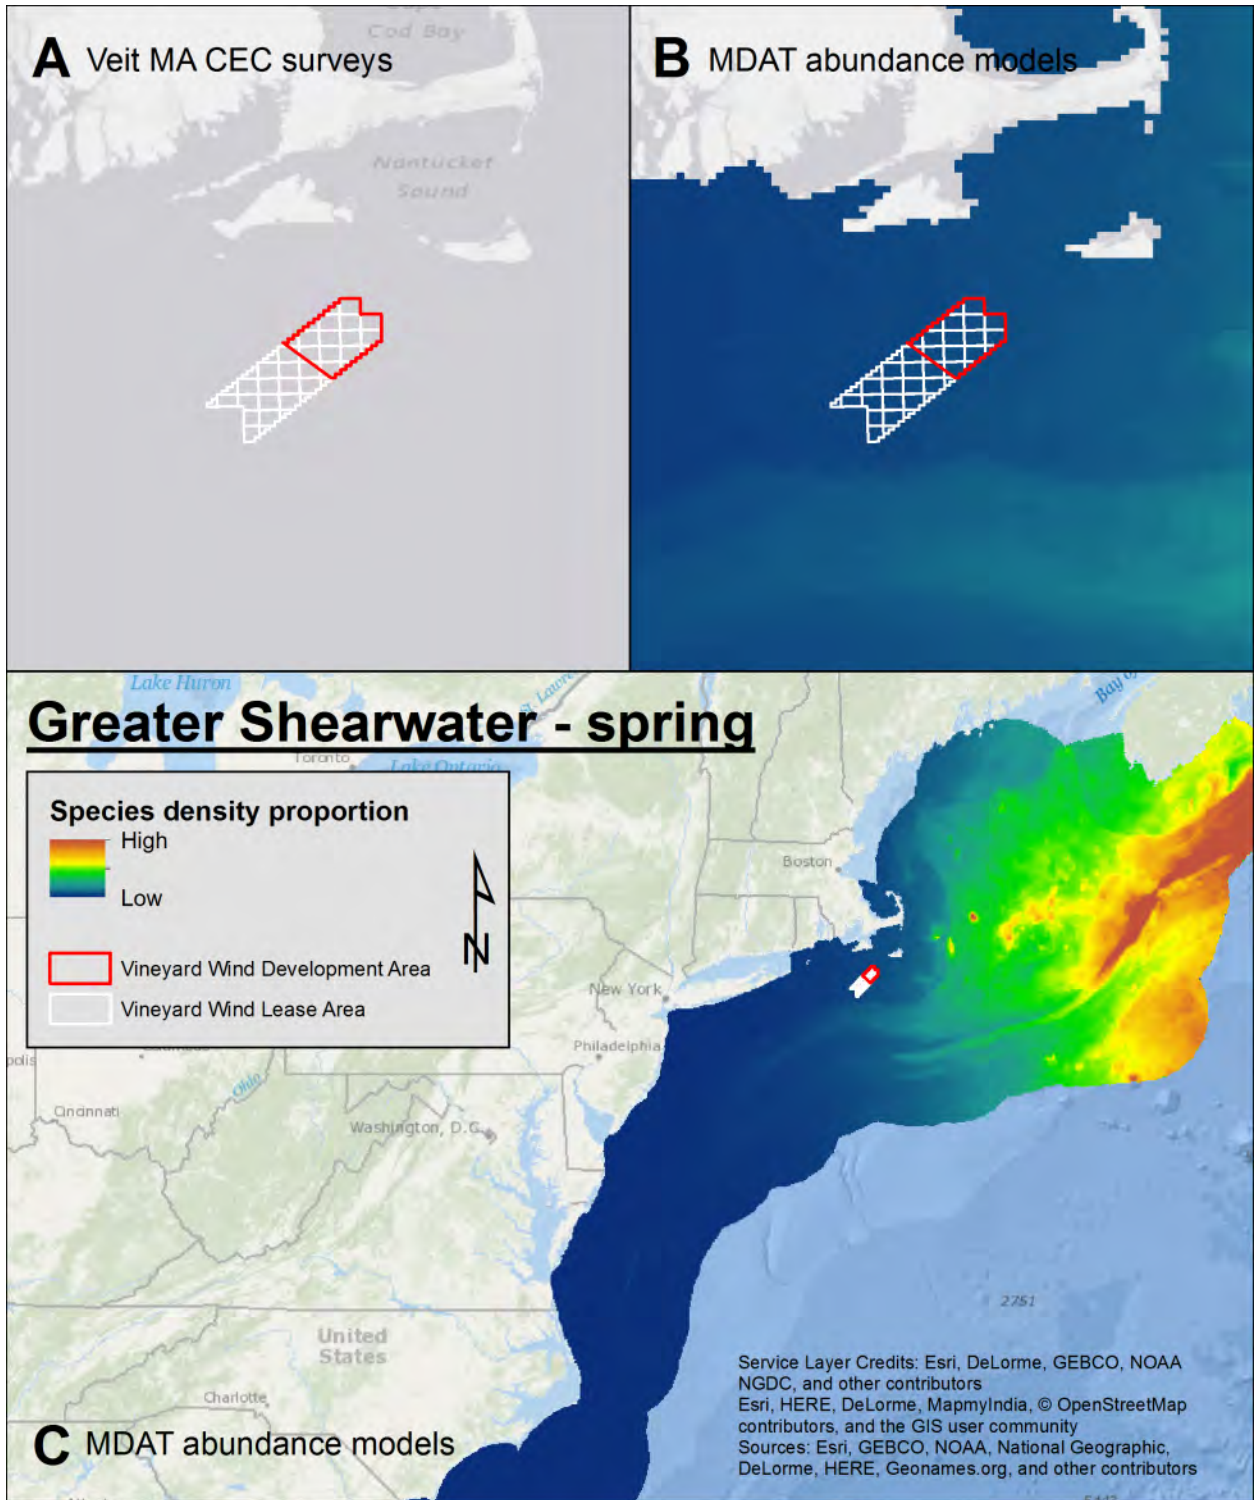 A Veit MA CEC surveys
Cod Bay
Nantucket
Sound
B MDAT abundance models
Lake Huron
Greater Shearwater - spring
Toronto
Lake Ontario
Bay of
Species density proportion
High
Low
Vineyard Wind Development Area
Vineyard Wind Lease Area
N
Boston
New York
Philadelphia
Ohio
Cincinnati
Washington, D.C.
2751
United
States
Charlotte
C MDAT abundance models
Service Layer Credits: Esri, DeLorme, GEBCO, NOAA
NGDC, and other contributors
Esri, HERE, DeLorme, MapmyIndia, © OpenStreetMap
contributors, and the GIS user community
Sources: Esri, GEBCO, NOAA, National Geographic,
DeLorme, HERE, Geonames.org, and other contributors